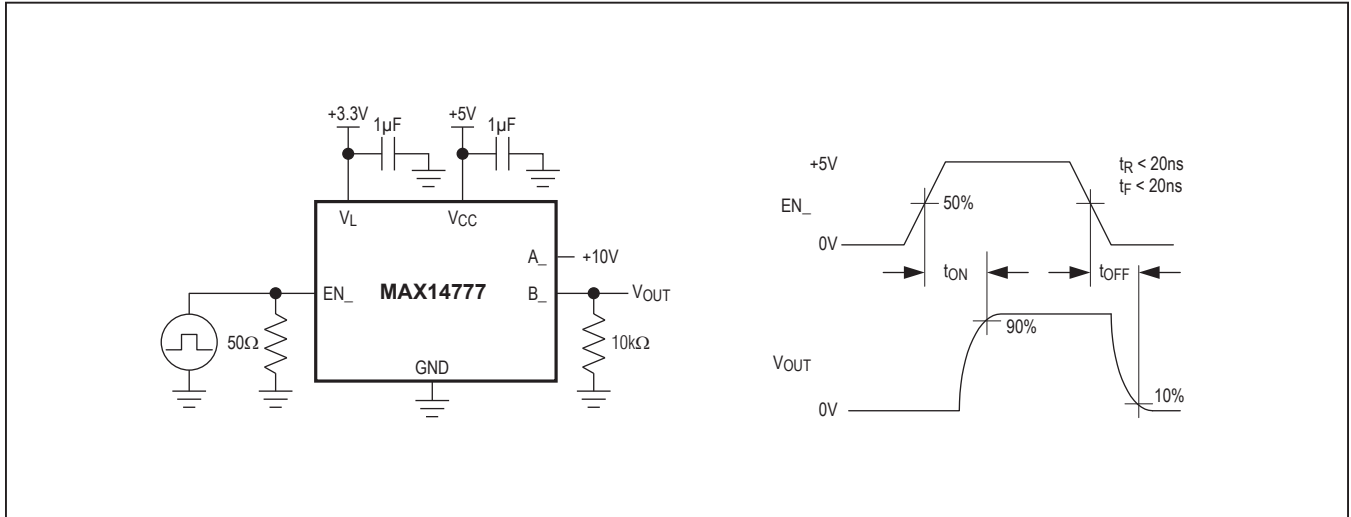 +3.3V
1µF
+5V
1µF
VL
VCC
A_
+10V
EN_
MAX14777
B_
VOUT
50Ω
10kΩ
GND
+5V
tR < 20ns
tF < 20ns
EN_
50%
0V
tON
tOFF
90%
VOUT
10%
0V